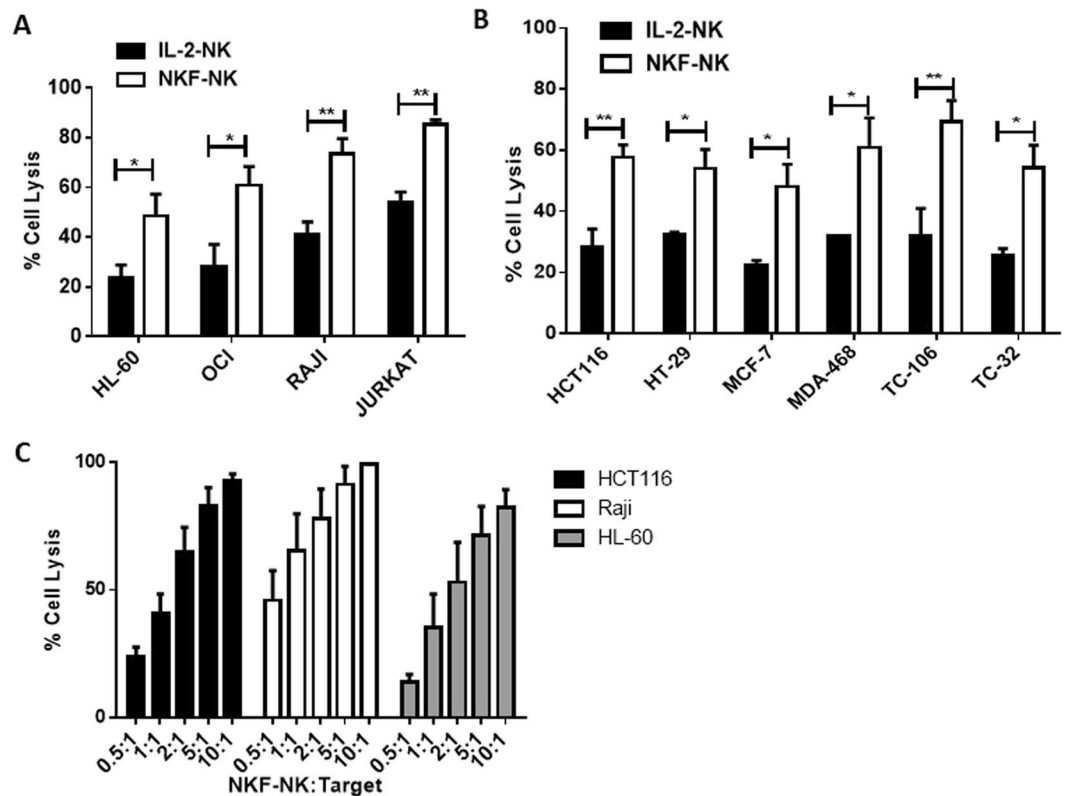 A
IL-2-NK
NKF-NK
% Cell Lysis
100
80
60
40
20
0
*
*
**
**
HL-60
OCI
RAJI
JURKAT
B
IL-2-NK
NKF-NK
% Cell Lysis
100
80
60
40
20
0
**
*
*
*
**
*
HCT116
HT-29
MCF-7
MDA-468
TC-106
TC-32
C
% Cell Lysis
100
50
0
0.5:1
1:1
2:1
5:1
10:1
0.5:1
1:1
2:1
5:1
10:1
0.5:1
1:1
2:1
5:1
10:1
NKF-NK:Target
HCT116
Raji
HL-60